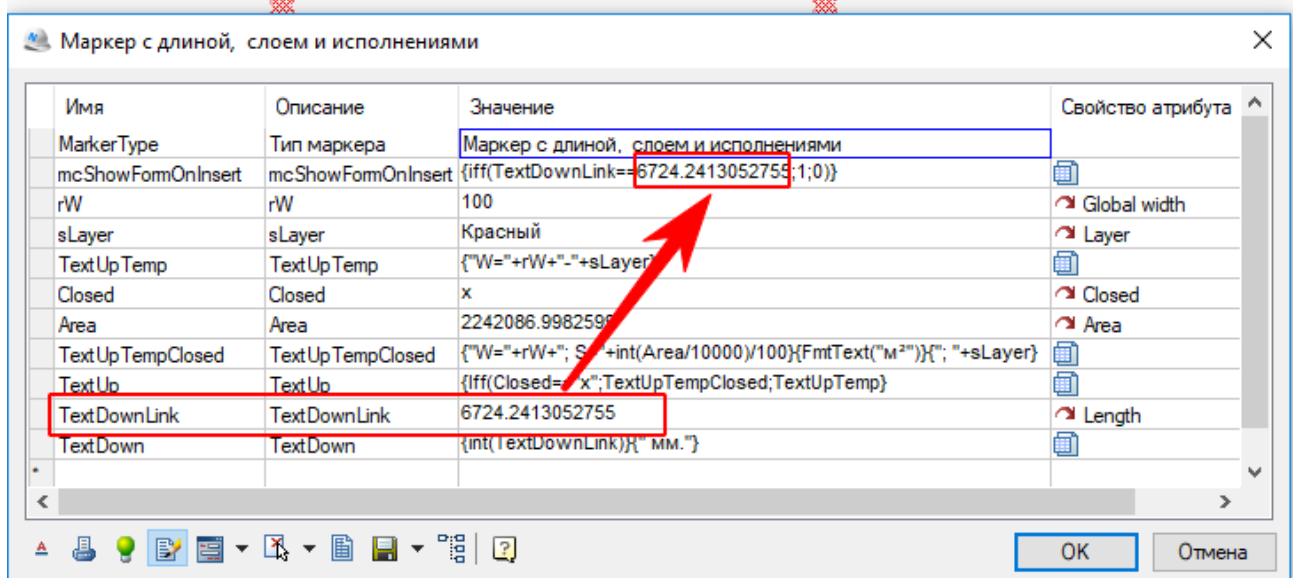 Маркер с длиной, слоем и исполнениями
Имя Описание Значение Свойство атрибута
MarkerType Тип маркера Маркер с длиной, слоем и исполнениями
mcShowFormOnInsert mcShowFormOnInsert {iff(TextDownLink==6724.2413052755;1;0)}
rW rW 100 Global width
sLayer sLayer Красный Layer
TextUpTemp TextUpTemp {"W="+rW+"-"+sLayer}
Closed Closed x Closed
Area Area 2242086.998259 Area
TextUpTempClosed TextUpTempClosed {"W="+rW+"; S="+int(Area/10000)/100}{FmtText("м²")}{"; "+sLayer}
TextUp TextUp {Iff(Closed=="x";TextUpTempClosed;TextUpTemp}
TextDownLink TextDownLink 6724.2413052755 Length
TextDown TextDown {int(TextDownLink)}{" мм."}
ОК Отмена